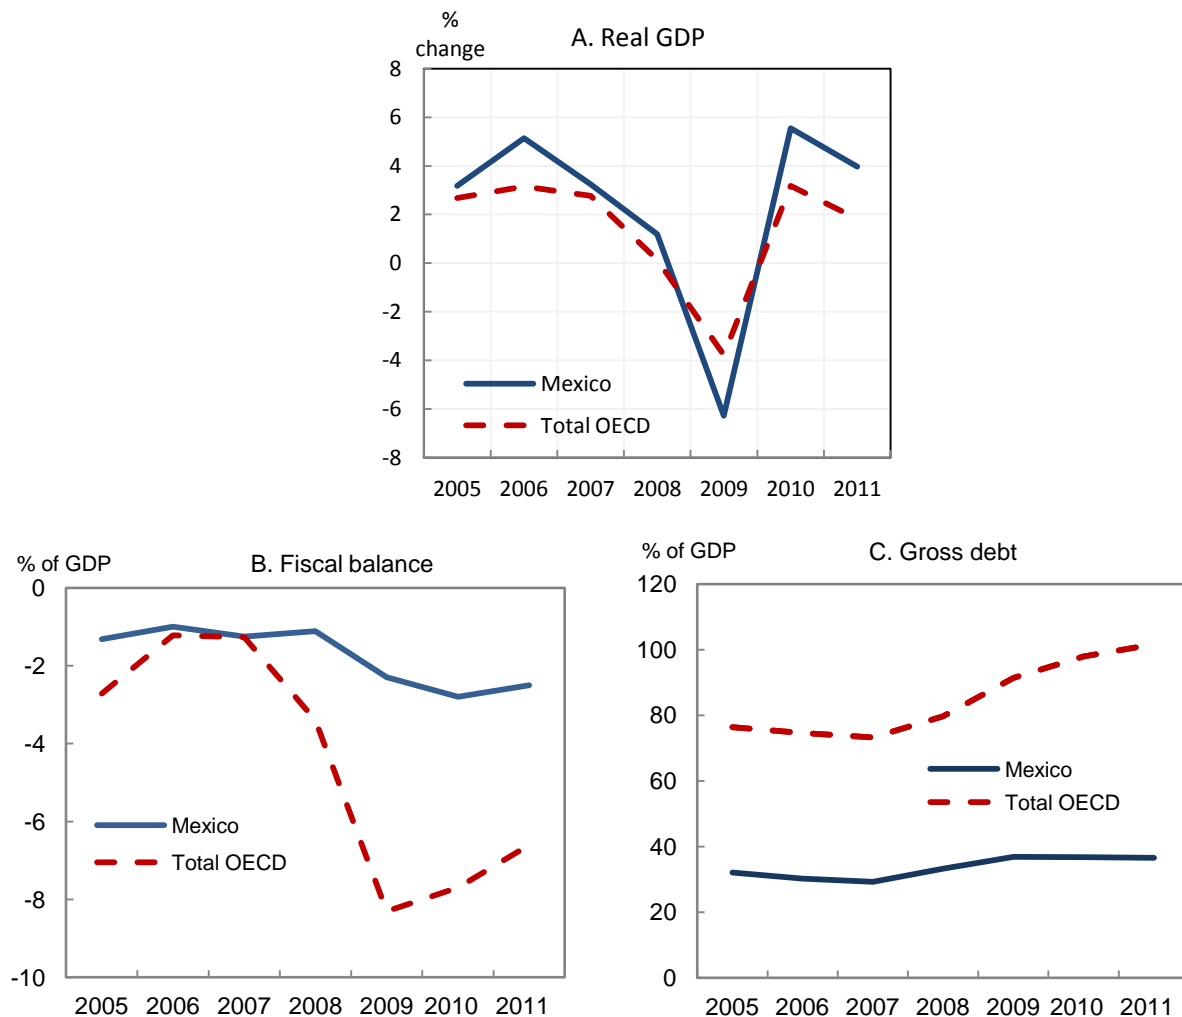 %
change
A. Real GDP
8
6
4
2
0
-2
-4
-6
-8
Mexico
Total OECD
2005 2006 2007 2008 2009 2010 2011
% of GDP
B. Fiscal balance
0
-2
-4
-6
-8
-10
Mexico
Total OECD
2005 2006 2007 2008 2009 2010 2011
% of GDP
C. Gross debt
120
100
80
60
40
20
0
Mexico
Total OECD
2005 2006 2007 2008 2009 2010 2011